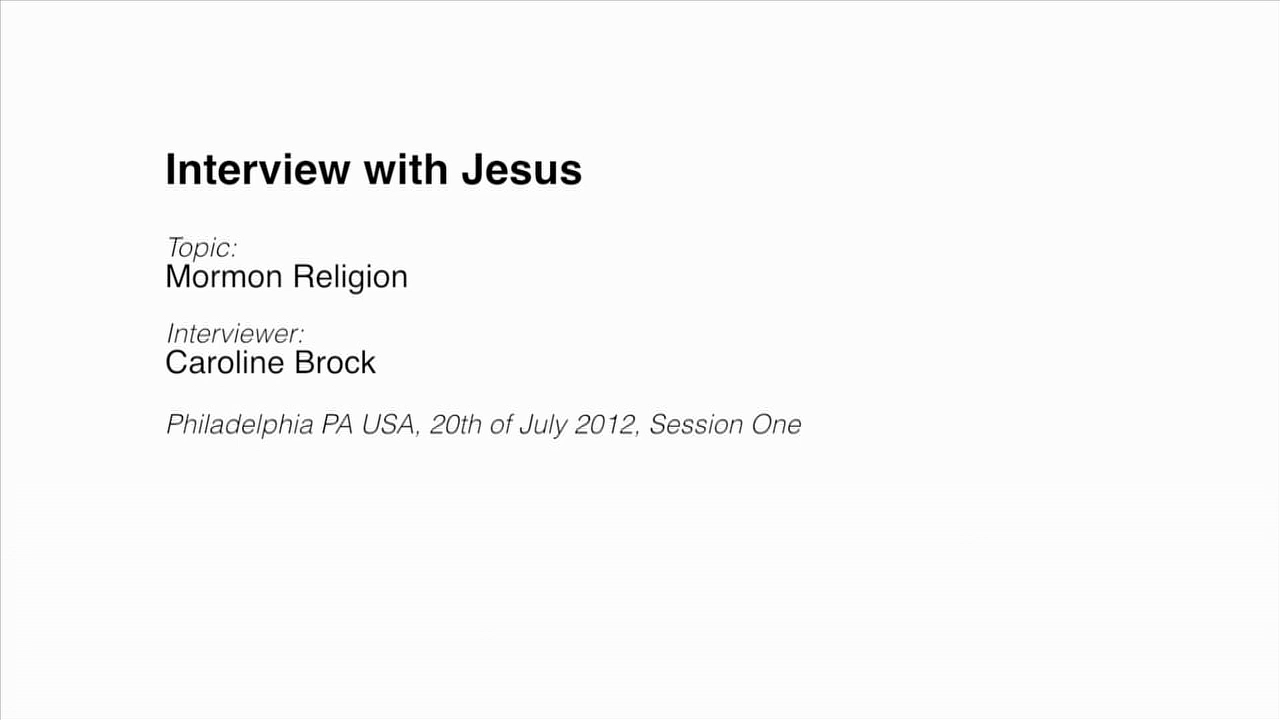 Interview with Jesus
Topic:
Mormon Religion
Interviewer:
Caroline Brock
Philadelphia PA USA, 20th of July 2012, Session One